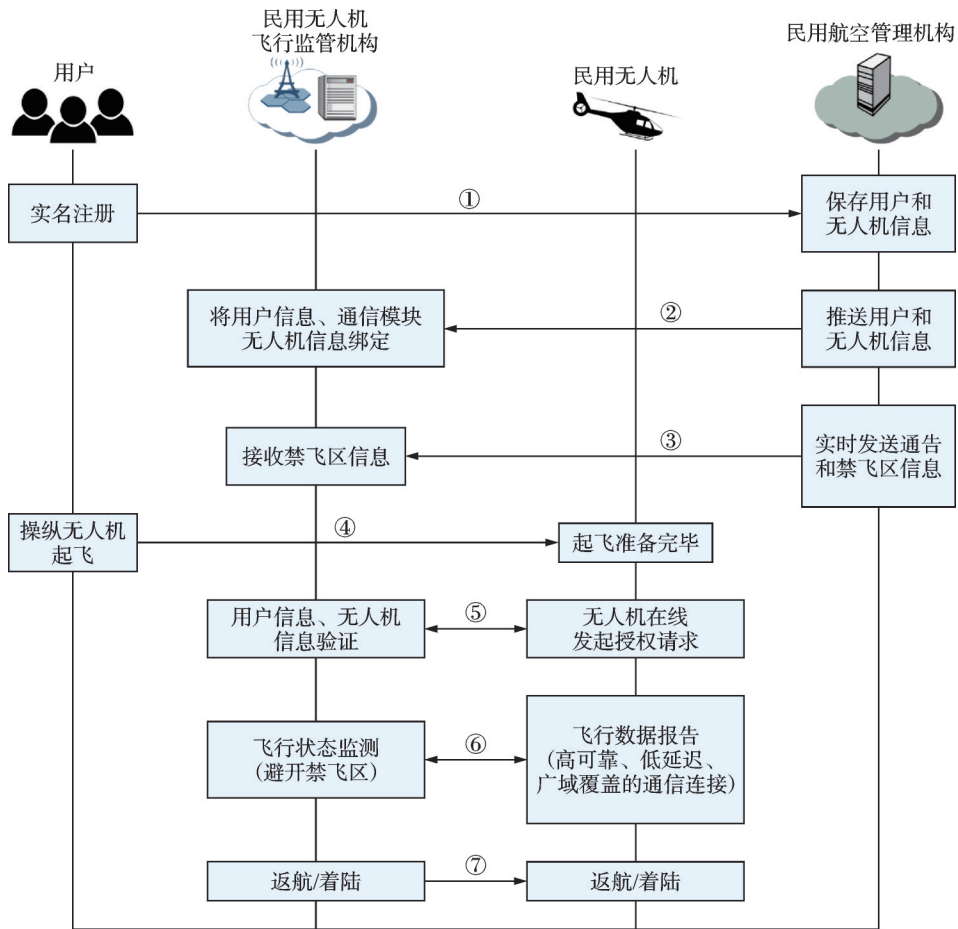 用户
民用无人机
飞行监管机构
民用无人机
民用航空管理机构
实名注册
①
保存用户和
无人机信息
将用户信息、通信模块
无人机信息绑定
②
推送用户和
无人机信息
接收禁飞区信息
③
实时发送通告
和禁飞区信息
操纵无人机
起飞
④
起飞准备完毕
用户信息、无人机
信息验证
⑤
无人机在线
发起授权请求
飞行状态监测
(避开禁飞区)
⑥
飞行数据报告
(高可靠、低延迟、
广域覆盖的通信连接)
返航/着陆
⑦
返航/着陆